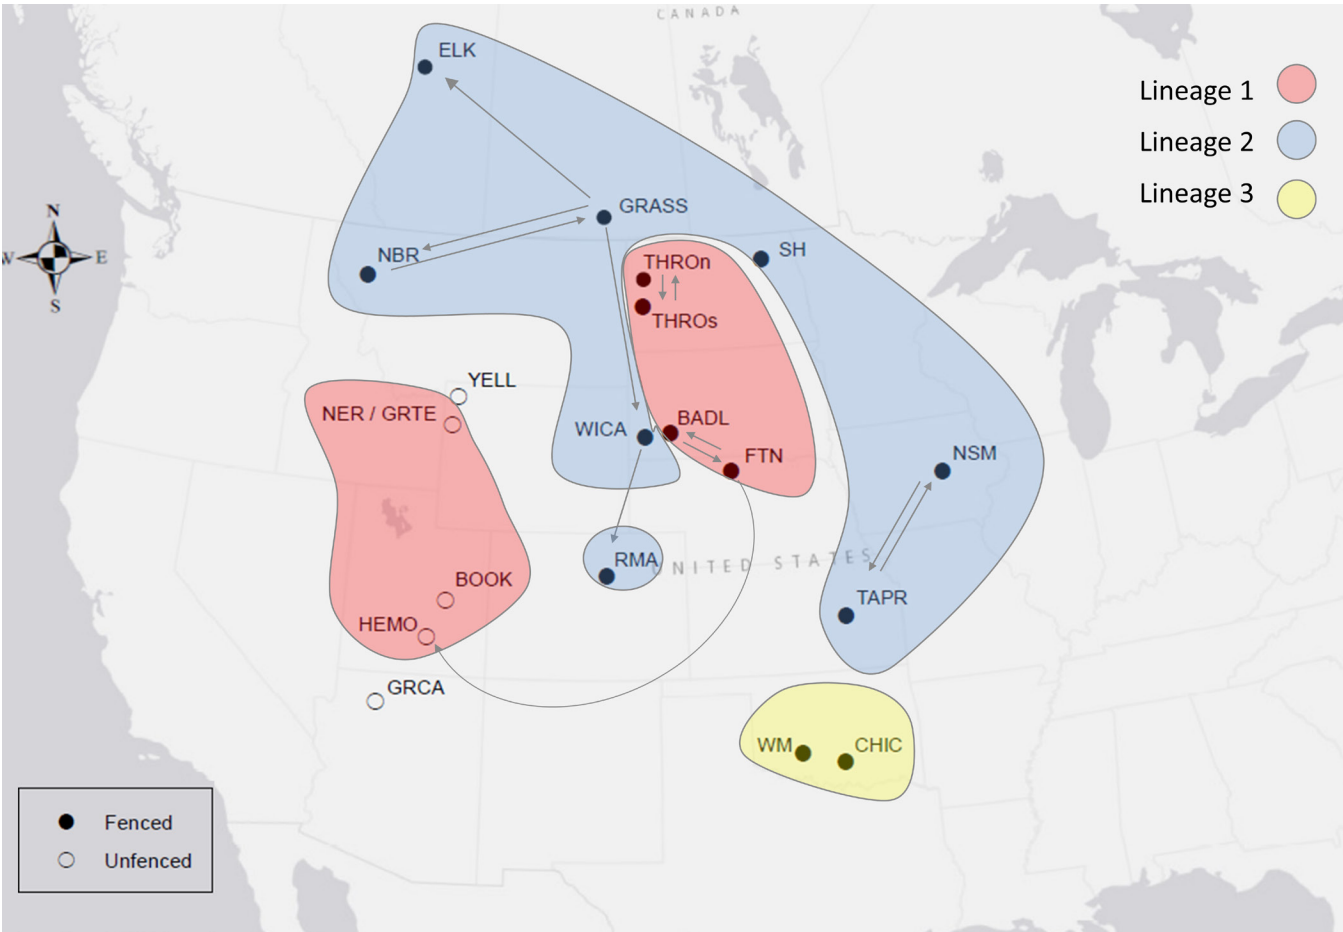 CANADA
ELK
Lineage 1
Lineage 2
Lineage 3
GRASS
N
W E
S
NBR
SH
THROn
THROs
YELL
NER / GRTE
WICA
BADL
FTN
NSM
RMA
UNITED STATES
BOOK
TAPR
HEMO
GRCA
WM
CHIC
Fenced
Unfenced